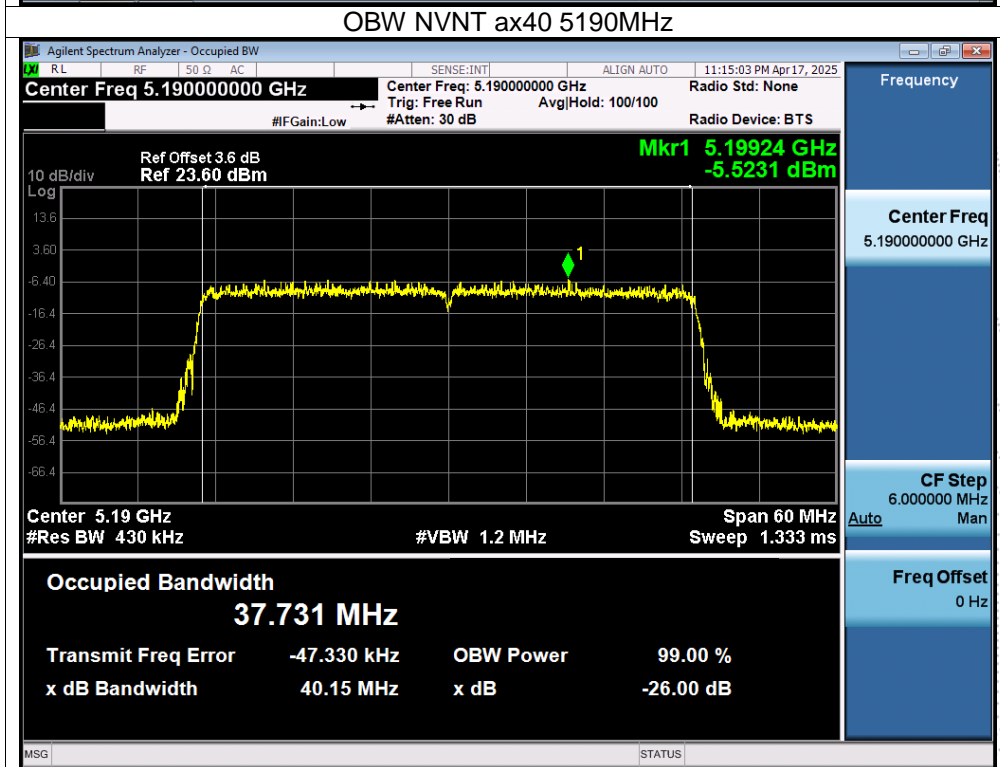 OBW NVNT ax40 5190MHz
Agilent Spectrum Analyzer - Occupied BW
LXI RL RF 50 Ω AC SENSE:INT ALIGN AUTO 11:15:03 PM Apr 17, 2025
Center Freq 5.190000000 GHz
Center Freq: 5.190000000 GHz
Radio Std: None
Trig: Free Run Avg|Hold: 100/100
#IFGain:Low
#Atten: 30 dB
Radio Device: BTS
Frequency
Mkr1 5.19924 GHz
-5.5231 dBm
Ref Offset 3.6 dB
10 dB/div Ref 23.60 dBm
Log
13.6
3.60
-6.40
-16.4
-26.4
-36.4
-46.4
-56.4
-66.4
1
Center 5.19 GHz Span 60 MHz
#Res BW 430 kHz #VBW 1.2 MHz Sweep 1.333 ms
Center Freq
5.190000000 GHz
CF Step
6.000000 MHz
Auto Man
Freq Offset
0 Hz
Occupied Bandwidth
37.731 MHz
Transmit Freq Error -47.330 kHz OBW Power 99.00 %
x dB Bandwidth 40.15 MHz x dB -26.00 dB
MSG STATUS